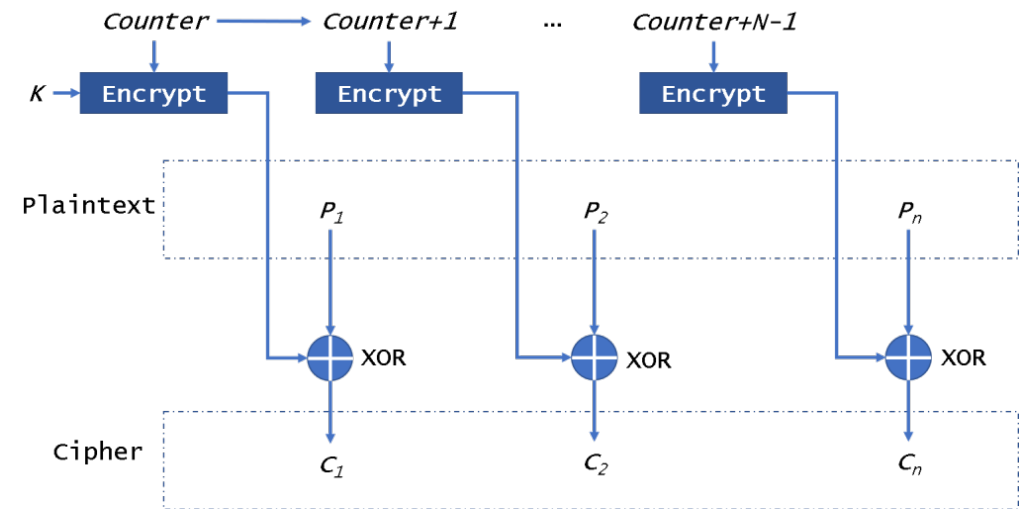 Counter Counter+1 ... Counter+N-1
K Encrypt Encrypt Encrypt
Plaintext P1 P2 Pn
XOR XOR XOR
Cipher C1 C2 Cn